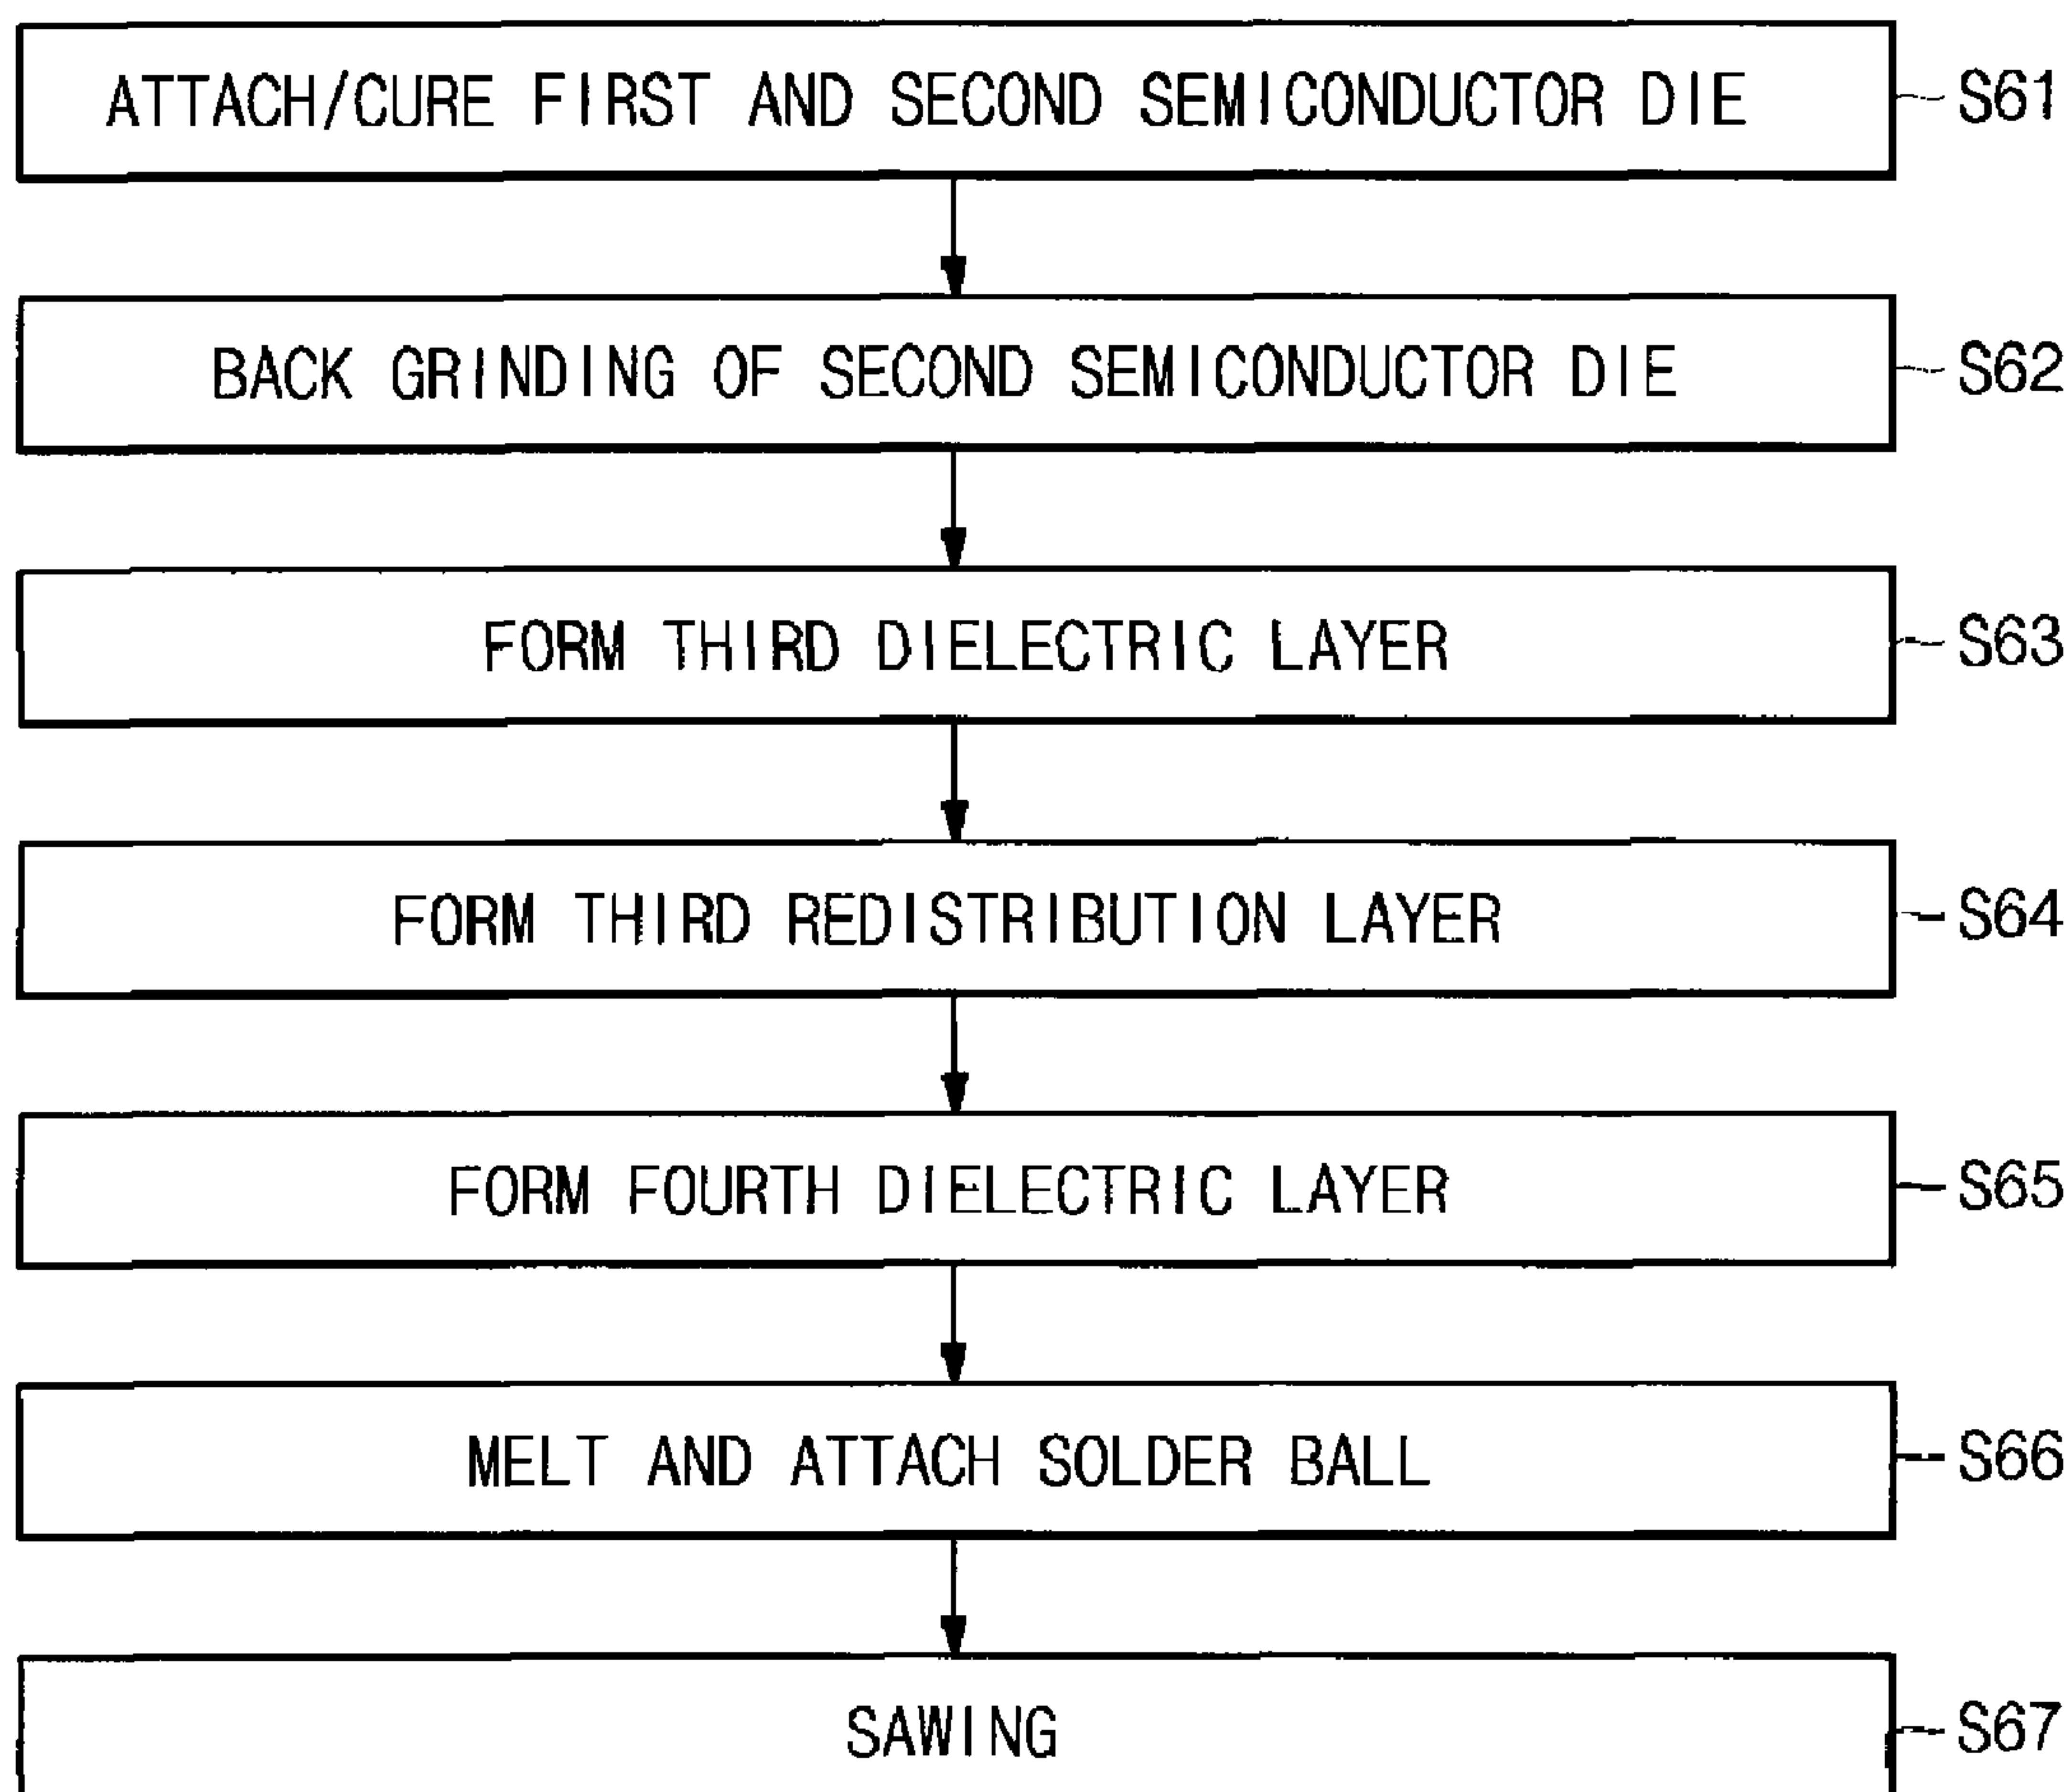 ATTACH/CURE FIRST AND SECOND SEMICONDUCTOR DIE S61
BACK GRINDING OF SECOND SEMICONDUCTOR DIE S62
FORM THIRD DIELECTRIC LAYER S63
FORM THIRD REDISTRIBUTION LAYER S64
FORM FOURTH DIELECTRIC LAYER S65
MELT AND ATTACH SOLDER BALL S66
SAWING S67